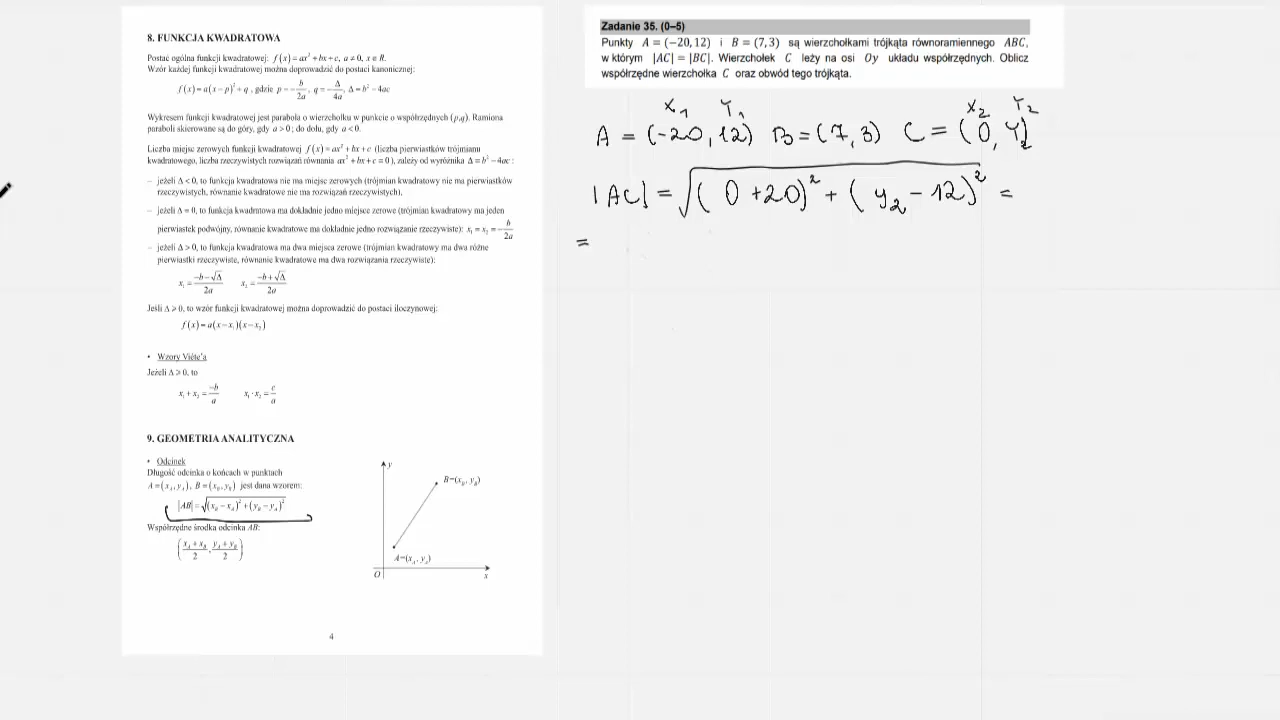 8. FUNKCJA KWADRATOWA
Postać ogólna funkcji kwadratowej: f(x) = ax² + bx + c, a ≠ 0, x ∈ R.
Wzór każdej funkcji kwadratowej można doprowadzić do postaci kanonicznej:
f(x) = a(x − p)² + q, gdzie p = −b/2a, q = −Δ/4a, Δ = b² − 4ac
Wykresem funkcji kwadratowej jest parabola o wierzchołku w punkcie o współrzędnych (p,q). Ramiona
paraboli skierowane są do góry, gdy a > 0; do dołu, gdy a < 0.
Liczba miejsc zerowych funkcji kwadratowej f(x) = ax² + bx + c (liczba pierwiastków trójmianu
kwadratowego, liczba rzeczywistych rozwiązań równania ax² + bx + c = 0), zależy od wyróżnika Δ = b² − 4ac :
− jeżeli Δ < 0, to funkcja kwadratowa nie ma miejsc zerowych (trójmian kwadratowy nie ma pierwiastków
rzeczywistych, równanie kwadratowe nie ma rozwiązań rzeczywistych),
− jeżeli Δ = 0, to funkcja kwadratowa ma dokładnie jedno miejsce zerowe (trójmian kwadratowy ma jeden
pierwiastek podwójny, równanie kwadratowe ma dokładnie jedno rozwiązanie rzeczywiste): x₁ = x₂ = −b/2a
− jeżeli Δ > 0, to funkcja kwadratowa ma dwa miejsca zerowe (trójmian kwadratowy ma dwa różne
pierwiastki rzeczywiste, równanie kwadratowe ma dwa rozwiązania rzeczywiste):
x₁ = (−b − √Δ)/2a x₂ = (−b + √Δ)/2a
Jeśli Δ ≥ 0, to wzór funkcji kwadratowej można doprowadzić do postaci iloczynowej:
f(x) = a(x − x₁)(x − x₂)
• Wzory Viète'a
Jeżeli Δ ≥ 0, to
x₁ + x₂ = −b/a x₁ · x₂ = c/a
9. GEOMETRIA ANALITYCZNA
• Odcinek
Długość odcinka o końcach w punktach
A = (x_A, y_A), B = (x_B, y_B) jest dana wzorem:
|AB| = √((x_B − x_A)² + (y_B − y_A)²)
Współrzędne środka odcinka AB:
((x_A + x_B)/2, (y_A + y_B)/2)
y
B=(x_B, y_B)
A=(x_A, y_A)
O
x
4
Zadanie 35. (0–5)
Punkty A = (−20, 12) i B = (7, 3) są wierzchołkami trójkąta równoramiennego ABC,
w którym |AC| = |BC|. Wierzchołek C leży na osi Oy układu współrzędnych. Oblicz
współrzędne wierzchołka C oraz obwód tego trójkąta.
x₁ y₁ x₂ y₂
A = (-20, 12) B = (7, 3) C = (0, y₂)
|AC| = √((0 + 20)² + (y₂ - 12)²) =
=